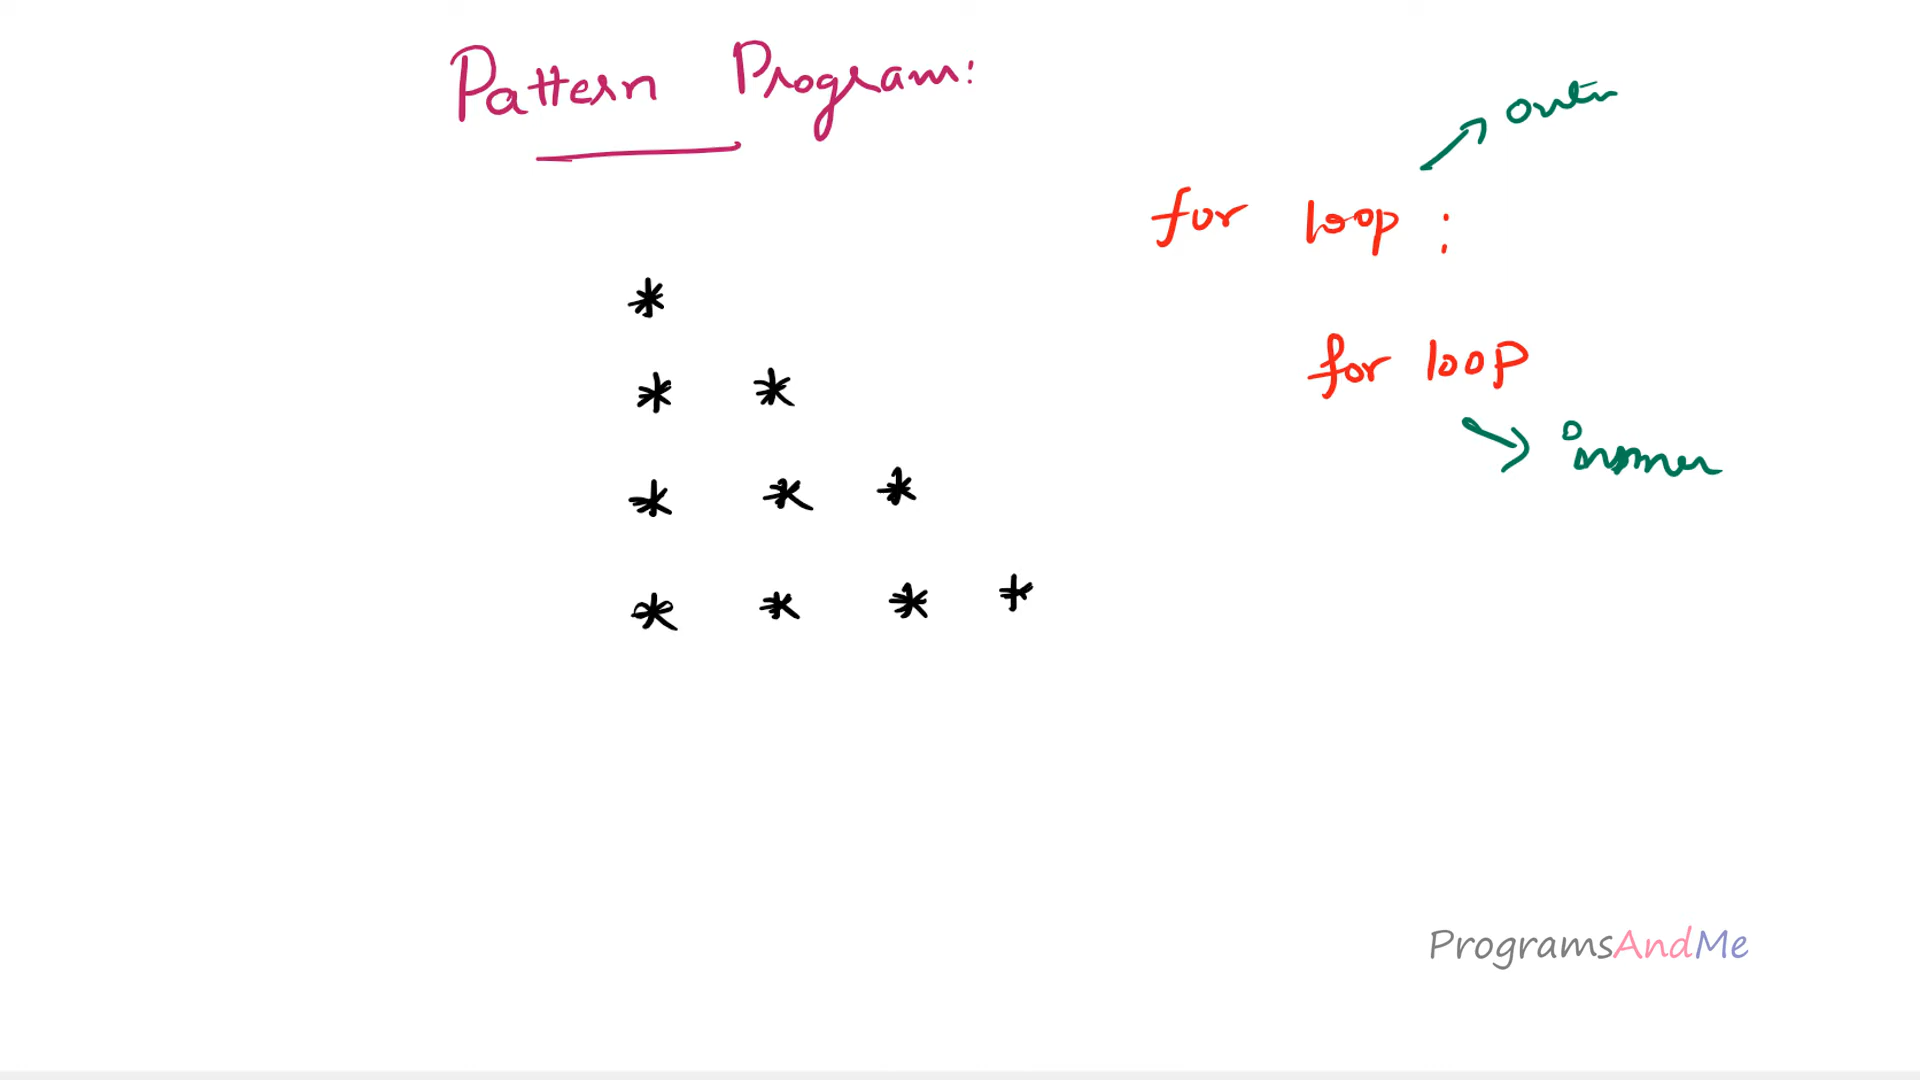 Pattern Program:
outer
for loop :
for loop
inner
*
* *
* * *
* * * *
ProgramsAndMe